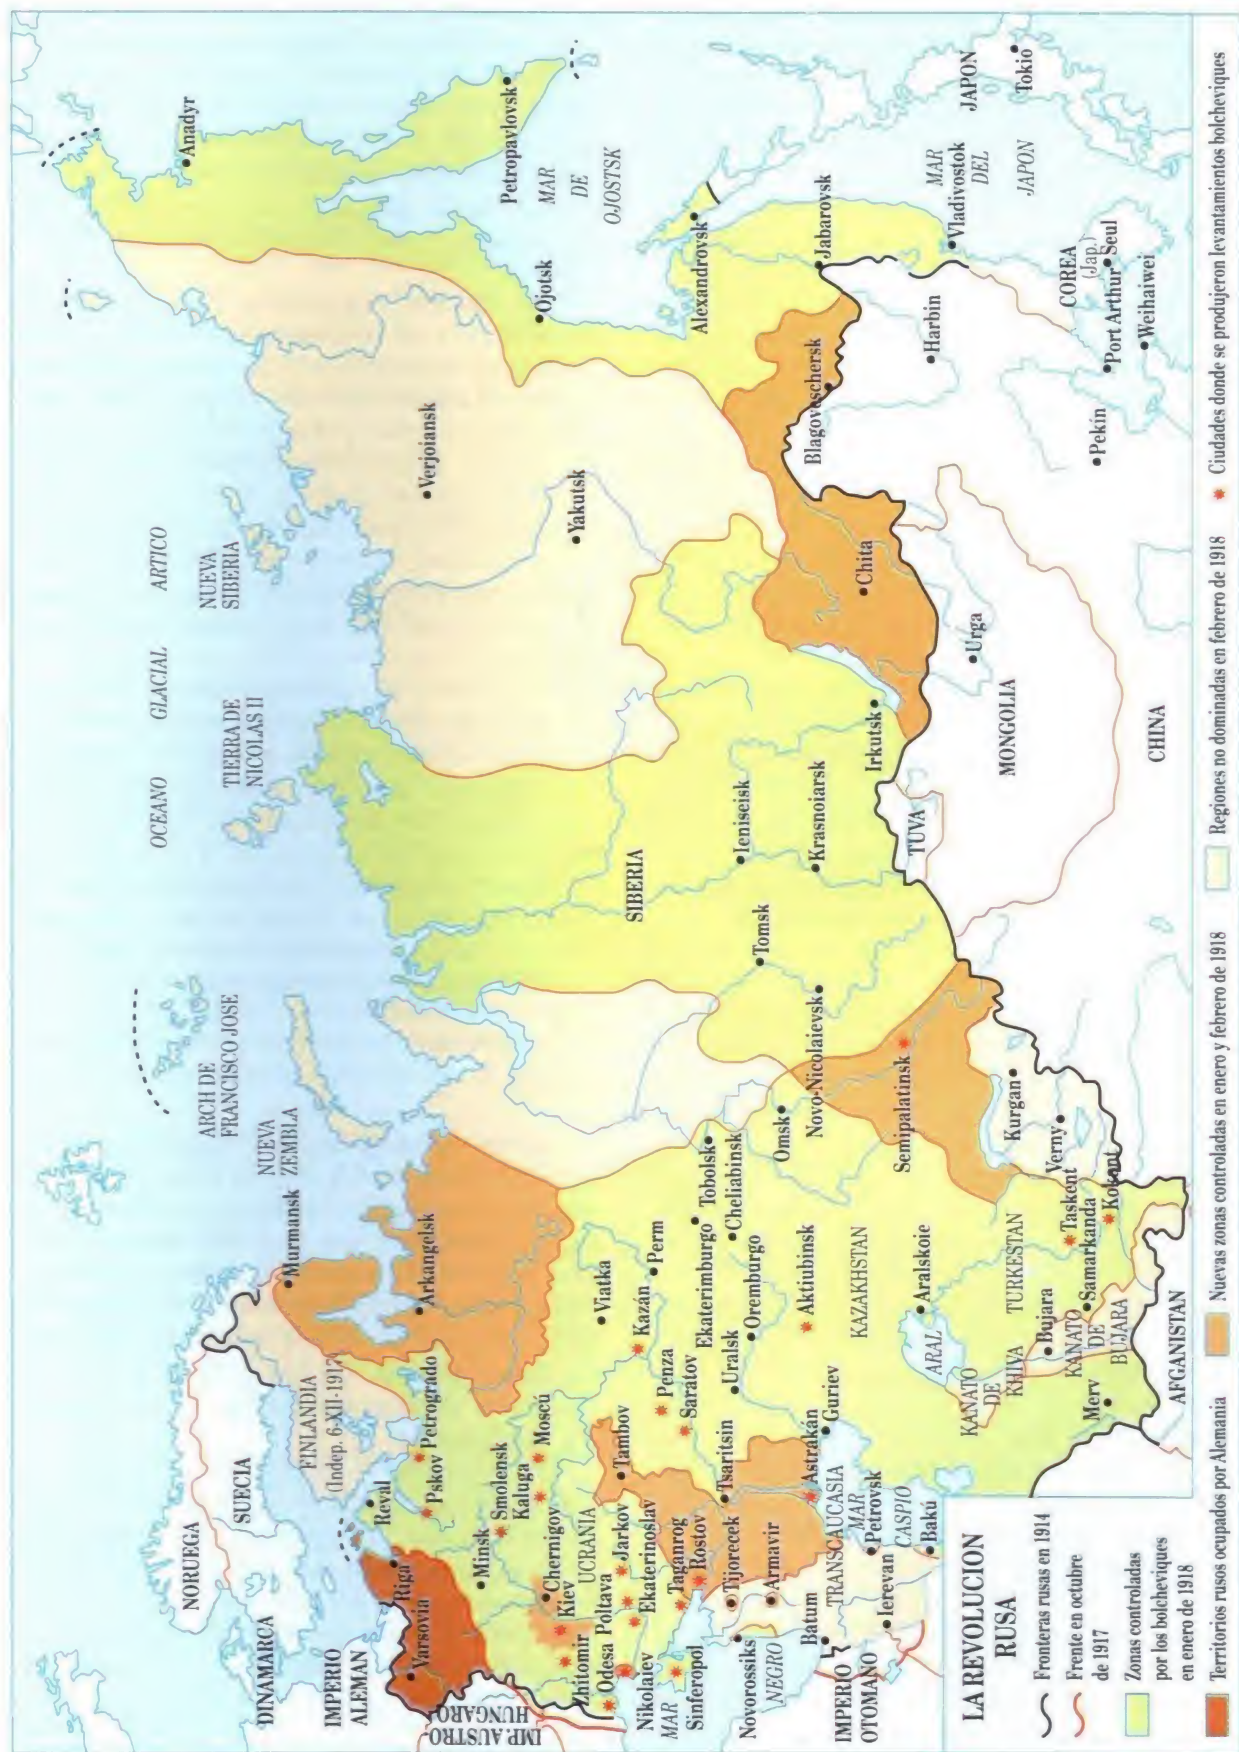 OCEANO GLACIAL ARTICO
ARCH DE
FRANCISCO JOSE
NUEVA
ZEMBLA
TIERRA DE
NICOLAS II
NUEVA
SIBERIA
Anadyr
Petropavlovsk
MAR
DE
OJOSTSK
Ojotsk
Verjoiansk
Yakutsk
Alexandrovsk
Jabarovsk
Vladivostok
MAR
DEL
JAPON
JAPON
Tokio
COREA
(Jap.)
Seul
Port Arthur
Weihaiwei
Harbin
Pekín
Blagoveschersk
Chita
Urga
MONGOLIA
CHINA
TUVA
Irkutsk
Krasnoiarsk
Ieniseisk
SIBERIA
Tomsk
Novo-Nicolaievsk
Semipalatinsk
Omsk
Kurgan
Verny
Tobolsk
Cheliabinsk
Ekaterimburgo
Oremburgo
Perm
Viatka
Kazan
Penza
Saratov
Uralsk
Aktiubinsk
KAZAKHSTAN
Aralskoie
ARAL
TURKESTAN
Taskent
Samarkanda
Kokant
Bujara
KANATO
DE
BUJARA
KANATO
DE
KHIVA
Merv
AFGANISTAN
Guriev
Astrakán
Tsaritsin
Tambov
NORUEGA
SUECIA
DINAMARCA
FINLANDIA
(Indep. 6-XII-1917)
Murmansk
Arkangelsk
Petrogrado
Pskov
Reval
Riga
Varsovia
IMPERIO
ALEMAN
IMP. AUSTRO-
HUNGARO
Minsk
Smolensk
Kaluga
Moscú
Chernigov
Kiev
UCRANIA
Zhitomir
Poltava
Jarkov
Ekaterinoslav
Odesa
Nikolaiev
Taganrog
Rostov
Sinferopol
MAR
NEGRO
Novorossiks
Tijorecek
Armavir
Batum
TRANSCAUCASIA
MAR
CASPIO
Petrovsk
Bakú
Ierevan
IMPERIO
OTOMANO
LA REVOLUCION
RUSA
Fronteras rusas en 1914
Frente en octubre
de 1917
Zonas controladas
por los bolcheviques
en enero de 1918
Territorios rusos ocupados por Alemania
Nuevas zonas controladas en enero y febrero de 1918
Regiones no dominadas en febrero de 1918
Ciudades donde se produjeron levantamientos bolcheviques